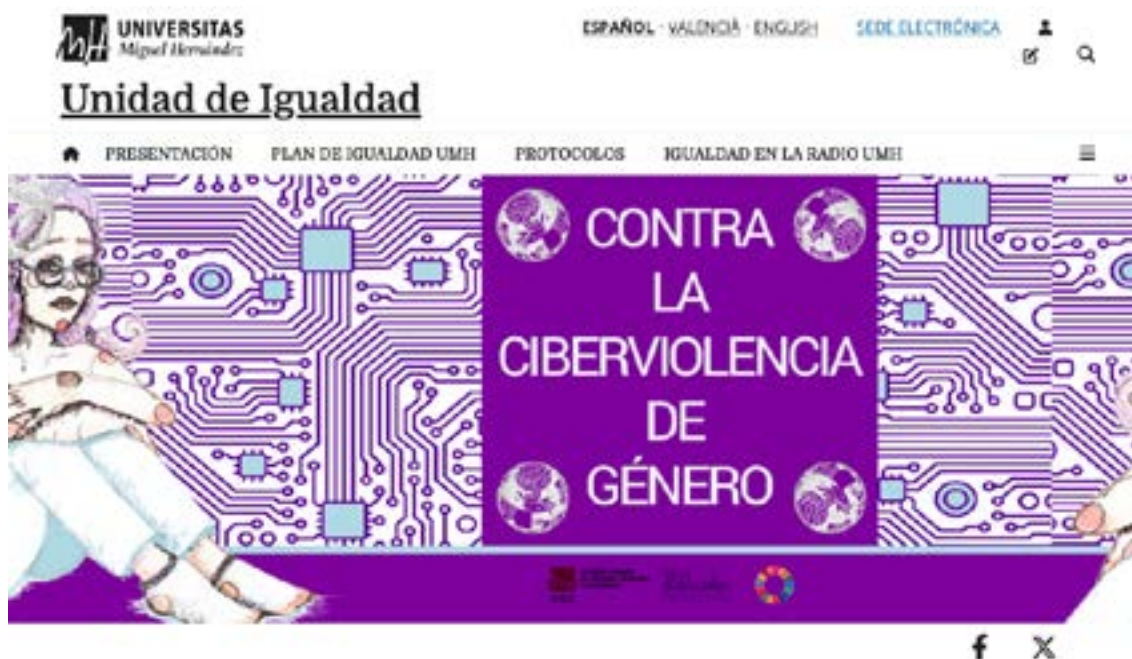 UNIVERSITAS
Miguel Hernández
ESPAÑOL · VALENCIÀ · ENGLISH
SEDE ELECTRÓNICA
Unidad de Igualdad
PRESENTACIÓN
PLAN DE IGUALDAD UMH
PROTOCOLOS
IGUALDAD EN LA RADIO UMH
CONTRA
LA
CIBERVIOLENCIA
DE
GÉNERO